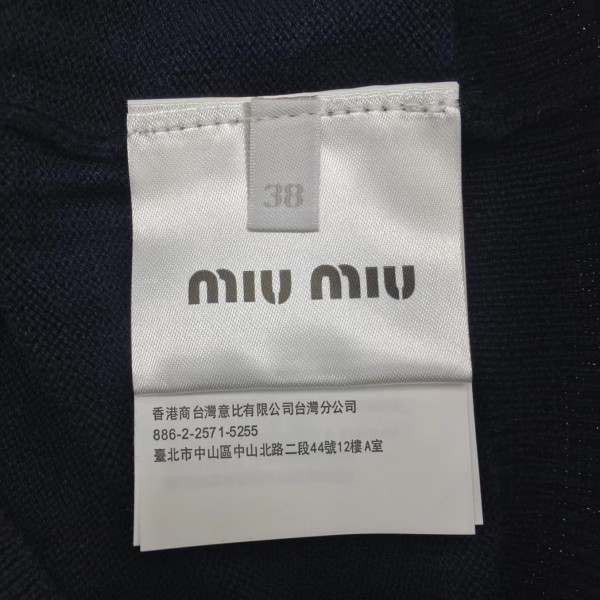 38
miu miu
香港商台灣意比有限公司台灣分公司
886-2-2571-5255
臺北市中山區中山北路二段44號12樓A室